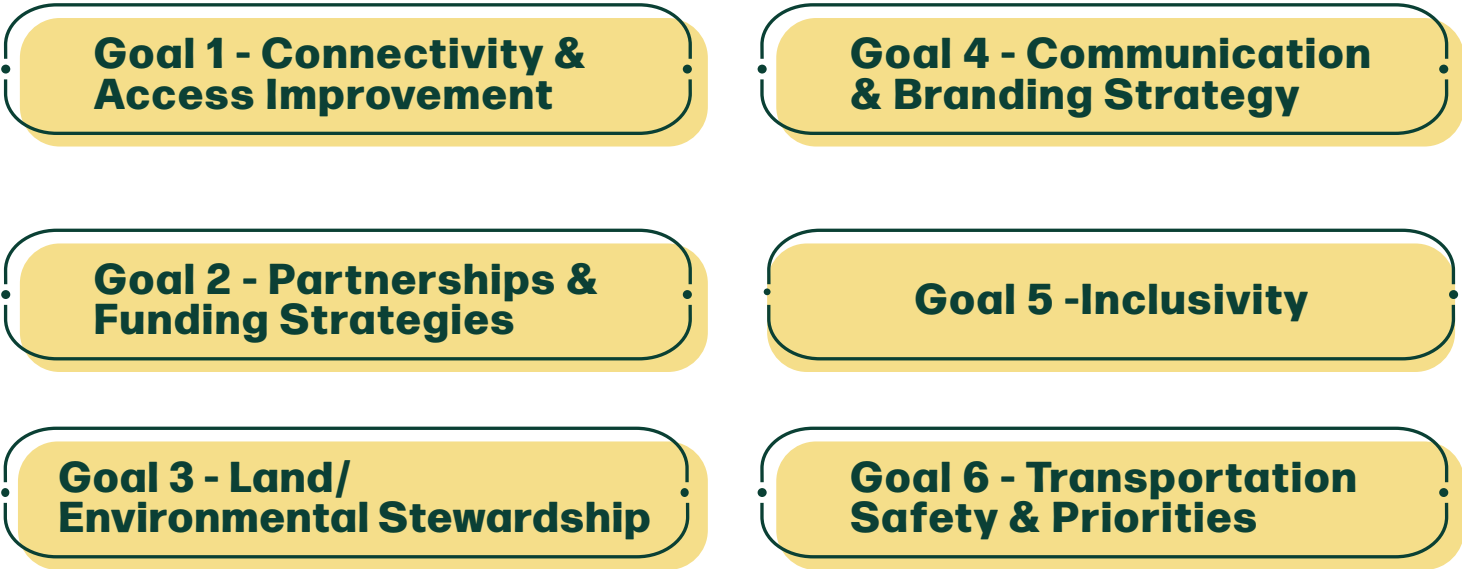 Goal 1 - Connectivity &
Access Improvement
Goal 2 - Partnerships &
Funding Strategies
Goal 3 - Land/
Environmental Stewardship
Goal 4 - Communication
& Branding Strategy
Goal 5 -Inclusivity
Goal 6 - Transportation
Safety & Priorities